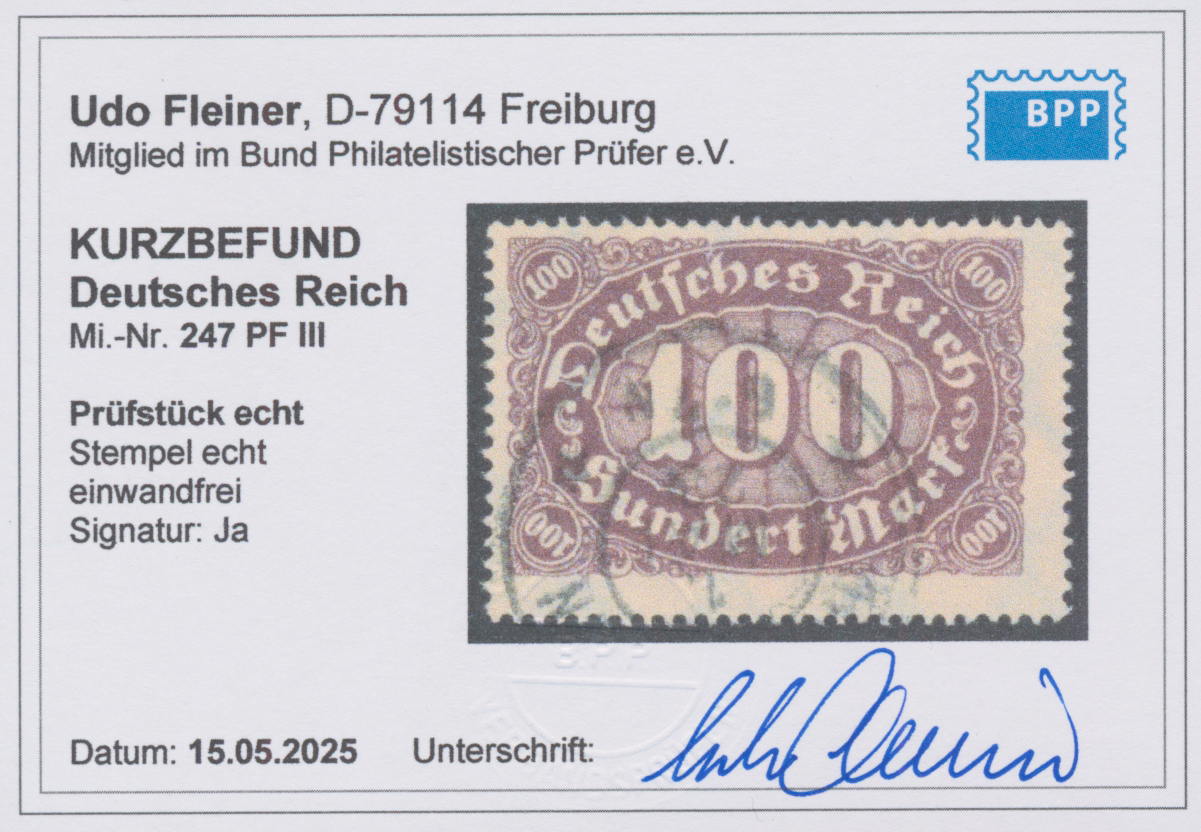 Udo Fleiner, D-79114 Freiburg
Mitglied im Bund Philatelistischer Prüfer e.V.
BPP
KURZBEFUND
Deutsches Reich
Mi.-Nr. 247 PF III
Prüfstück echt
Stempel echt
einwandfrei
Signatur: Ja
100
100
Deutsches Reich
100
Hundert Mark
100
100
BPP
Datum: 15.05.2025
Unterschrift: